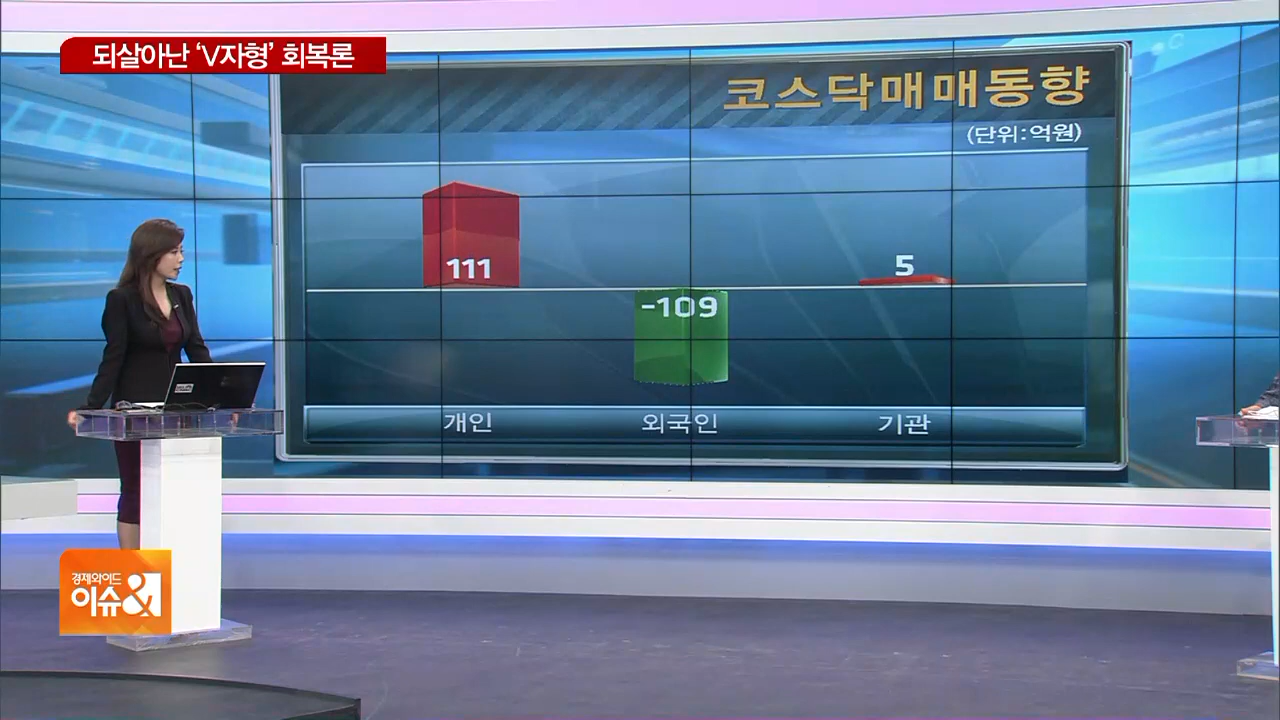 되살아난 ‘V자형’ 회복론
코스닥매매동향
(단위:억원)
111
-109
5
개인
외국인
기관
경제와이드
이슈&